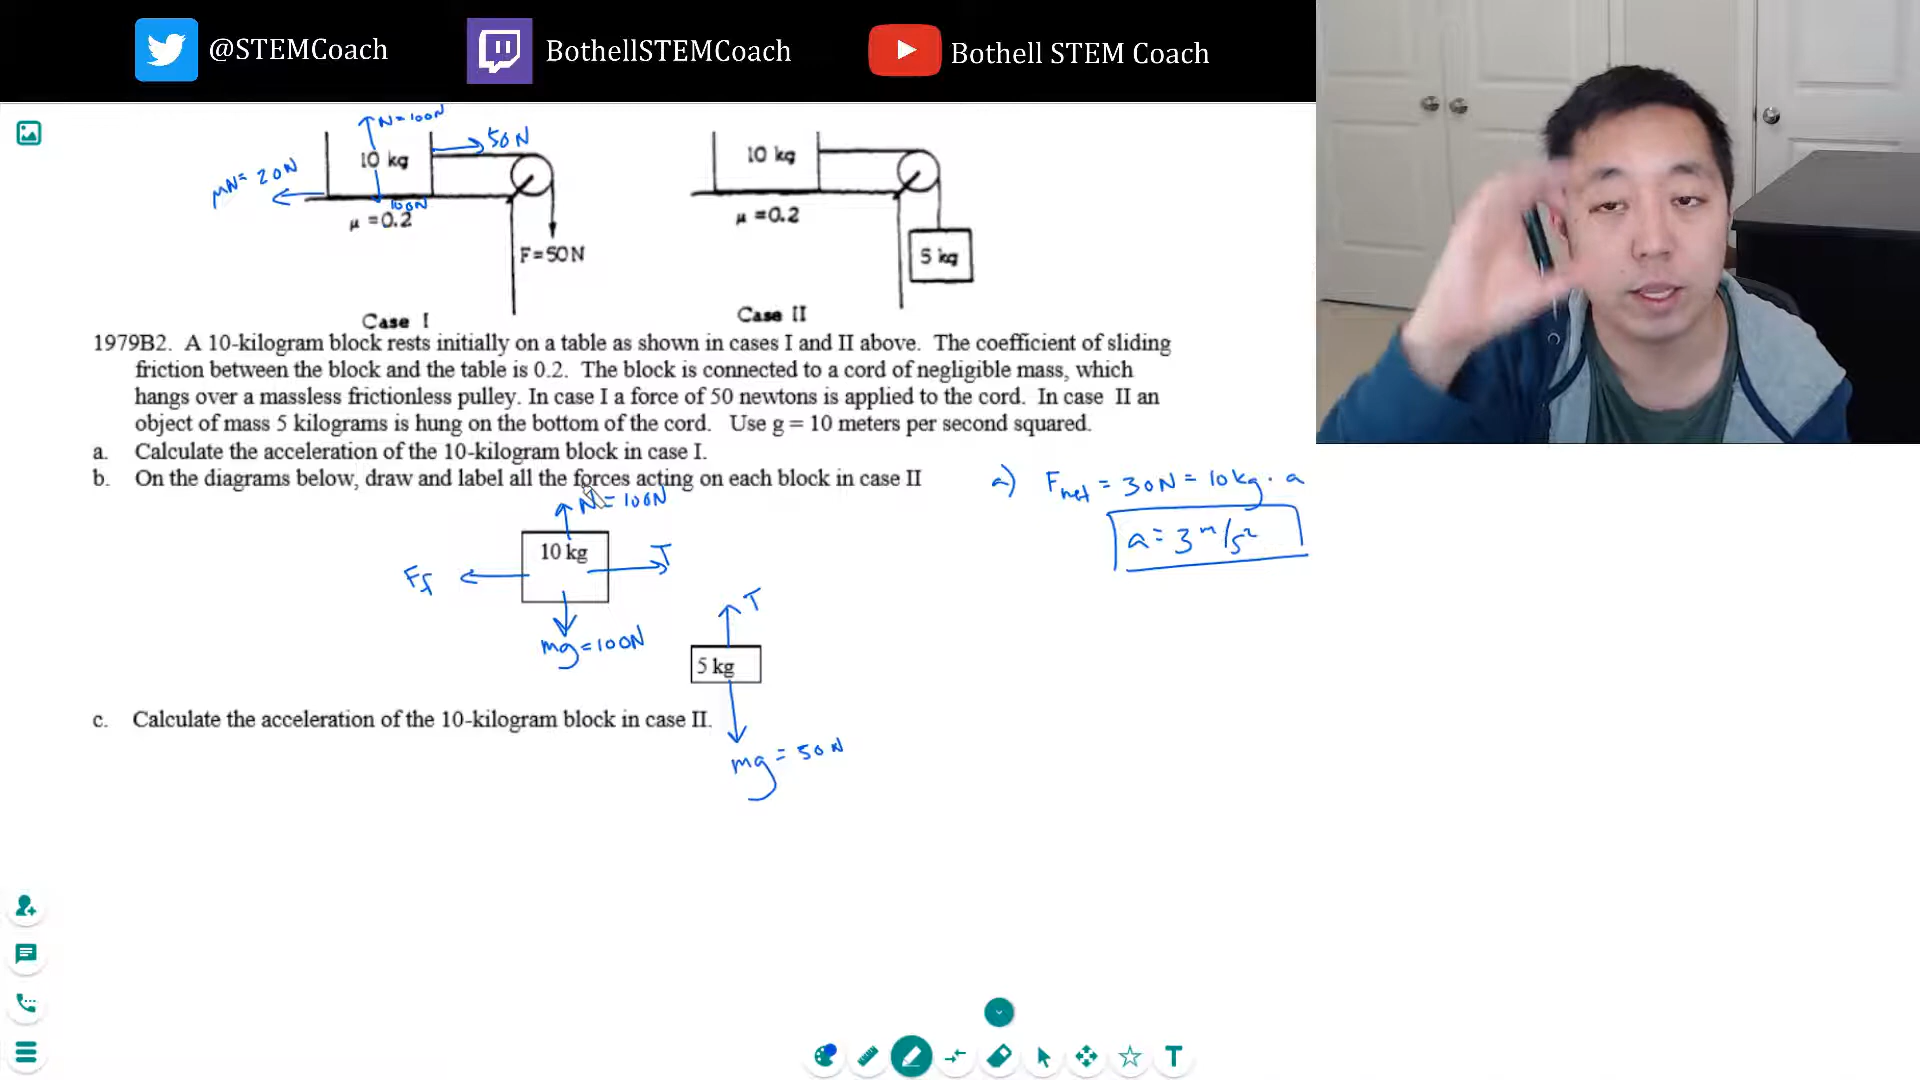 @STEMCoach BothellSTEMCoach Bothell STEM Coach
N=100N
50N
10 kg
μN= 20N
100N
μ =0.2
F=50N
Case I
10 kg
μ =0.2
5 kg
Case II
1979B2. A 10-kilogram block rests initially on a table as shown in cases I and II above. The coefficient of sliding
friction between the block and the table is 0.2. The block is connected to a cord of negligible mass, which
hangs over a massless frictionless pulley. In case I a force of 50 newtons is applied to the cord. In case II an
object of mass 5 kilograms is hung on the bottom of the cord. Use g = 10 meters per second squared.
a. Calculate the acceleration of the 10-kilogram block in case I.
b. On the diagrams below, draw and label all the forces acting on each block in case II
a) Fnet = 30N = 10kg · a
a = 3 m/s²
N=100N
10 kg
T
Ff
mg=100N
T
5 kg
mg = 50N
c. Calculate the acceleration of the 10-kilogram block in case II.
T